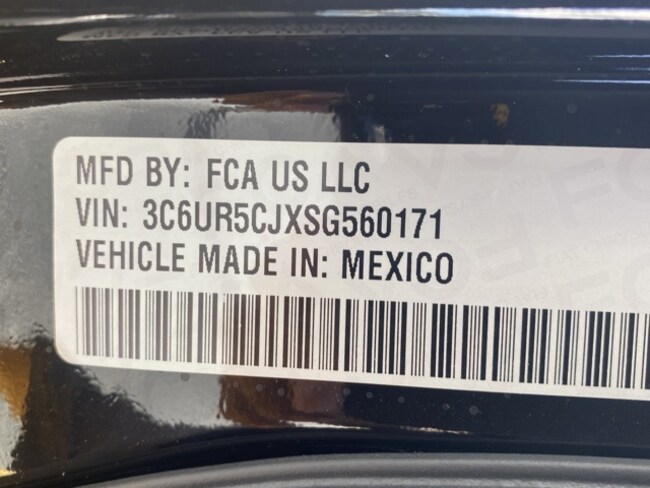 MFD BY: FCA US LLC
VIN: 3C6UR5CJXSG560171
VEHICLE MADE IN: MEXICO